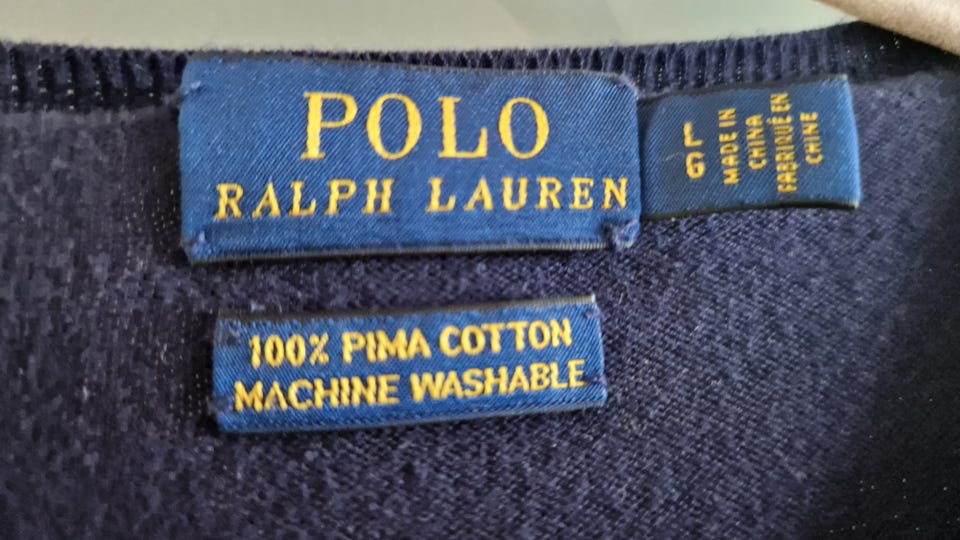 POLO
RALPH LAUREN
G L
MADE IN
CHINA
FABRIQUÉ EN
CHINE
100% PIMA COTTON
MACHINE WASHABLE